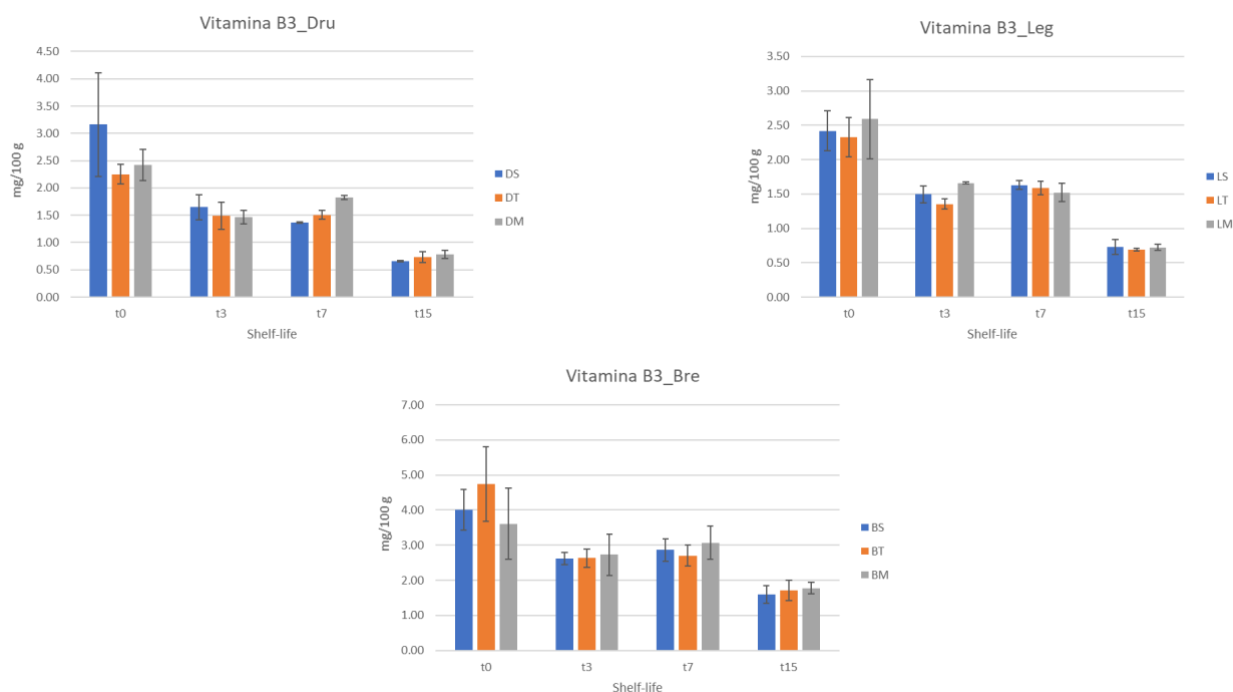 Vitamina B3_Dru
4.50
4.00
3.50
3.00
2.50
2.00
1.50
1.00
0.50
0.00
mg/100 g
t0 t3 t7 t15
Shelf-life
DS
DT
DM
Vitamina B3_Leg
3.50
3.00
2.50
2.00
1.50
1.00
0.50
0.00
mg/100 g
t0 t3 t7 t15
Shelf-life
LS
LT
LM
Vitamina B3_Bre
7.00
6.00
5.00
4.00
3.00
2.00
1.00
0.00
mg/100 g
t0 t3 t7 t15
Shelf-life
BS
BT
BM